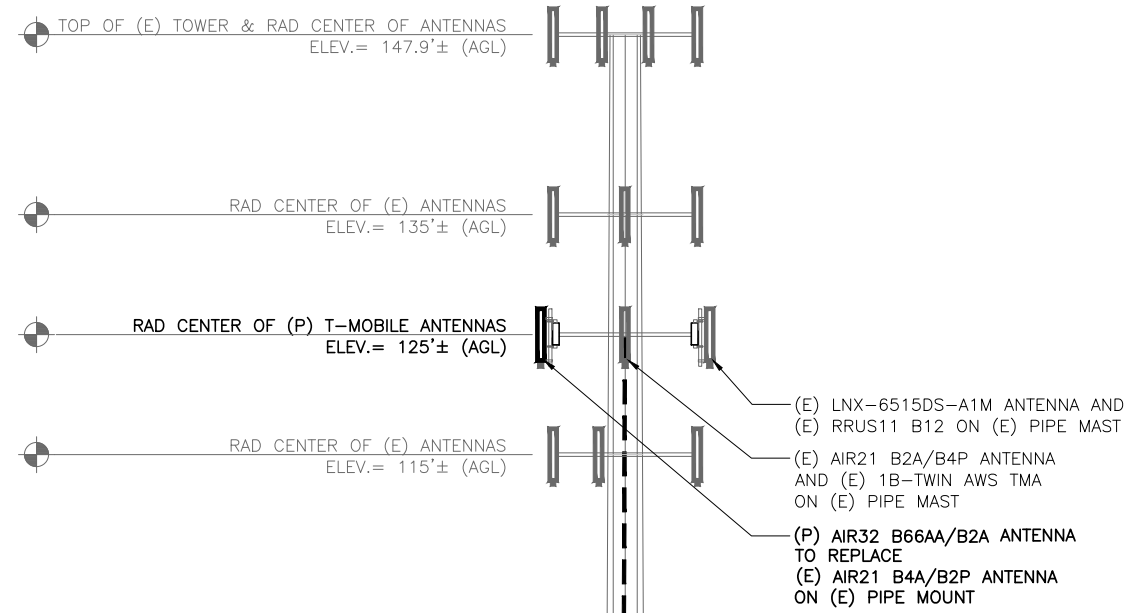 TOP OF (E) TOWER & RAD CENTER OF ANTENNAS
ELEV.= 147.9'± (AGL)
RAD CENTER OF (E) ANTENNAS
ELEV.= 135'± (AGL)
RAD CENTER OF (P) T-MOBILE ANTENNAS
ELEV.= 125'± (AGL)
RAD CENTER OF (E) ANTENNAS
ELEV.= 115'± (AGL)
(E) LNX-6515DS-A1M ANTENNA AND
(E) RRUS11 B12 ON (E) PIPE MAST
(E) AIR21 B2A/B4P ANTENNA
AND (E) 1B-TWIN AWS TMA
ON (E) PIPE MAST
(P) AIR32 B66AA/B2A ANTENNA
TO REPLACE
(E) AIR21 B4A/B2P ANTENNA
ON (E) PIPE MOUNT